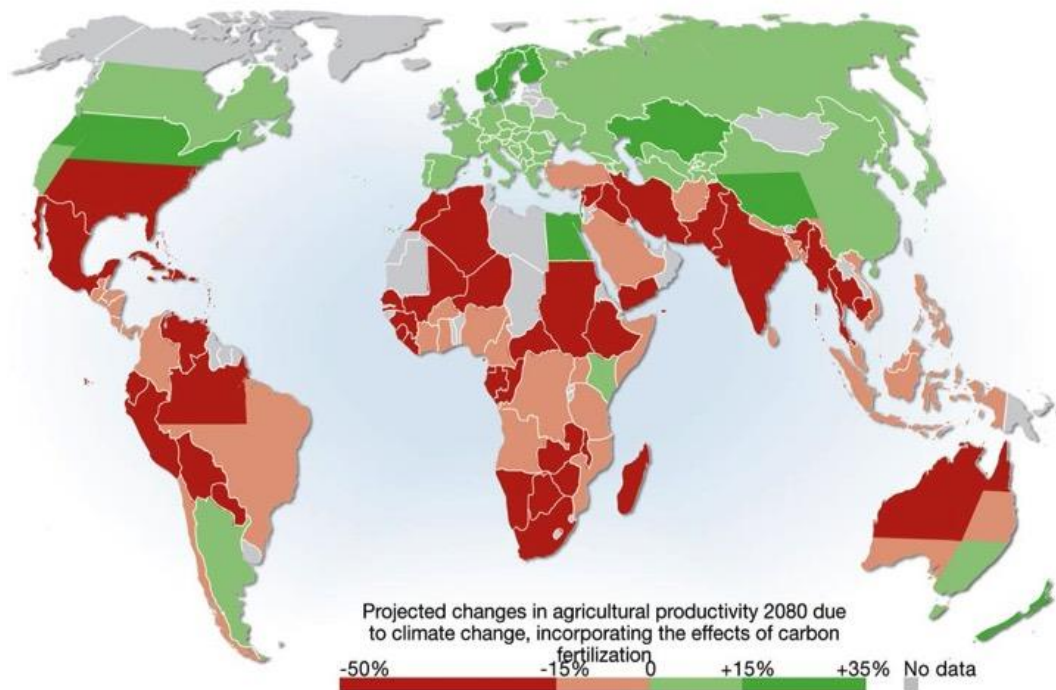 Projected changes in agricultural productivity 2080 due
to climate change, incorporating the effects of carbon
fertilization
-50% -15% 0 +15% +35% No data